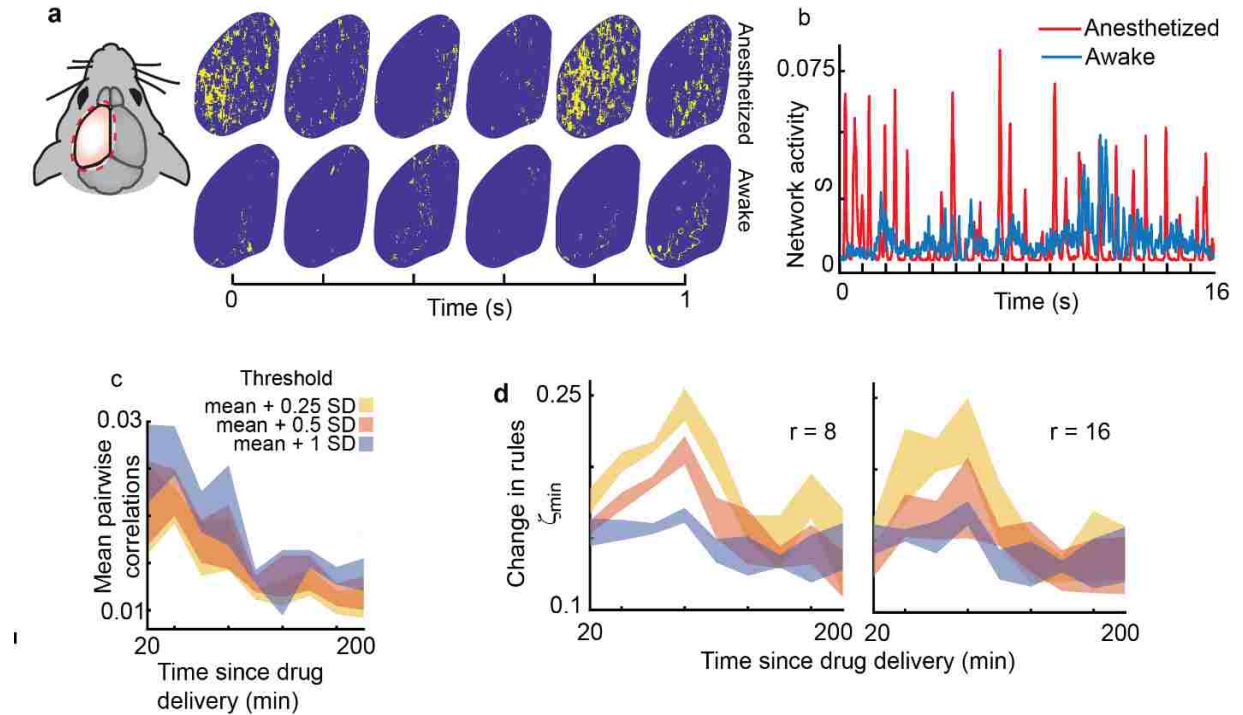 a
Anesthetized
Awake
0 1
Time (s)
b
Anesthetized
Awake
Network activity
S
0.075
0
0 16
Time (s)
c
Threshold
mean + 0.25 SD
mean + 0.5 SD
mean + 1 SD
Mean pairwise
correlations
0.03
0.01
20 200
Time since drug
delivery (min)
d
Change in rules
ζmin
0.25
0.1
r = 8
r = 16
20 200 20 200
Time since drug delivery (min)